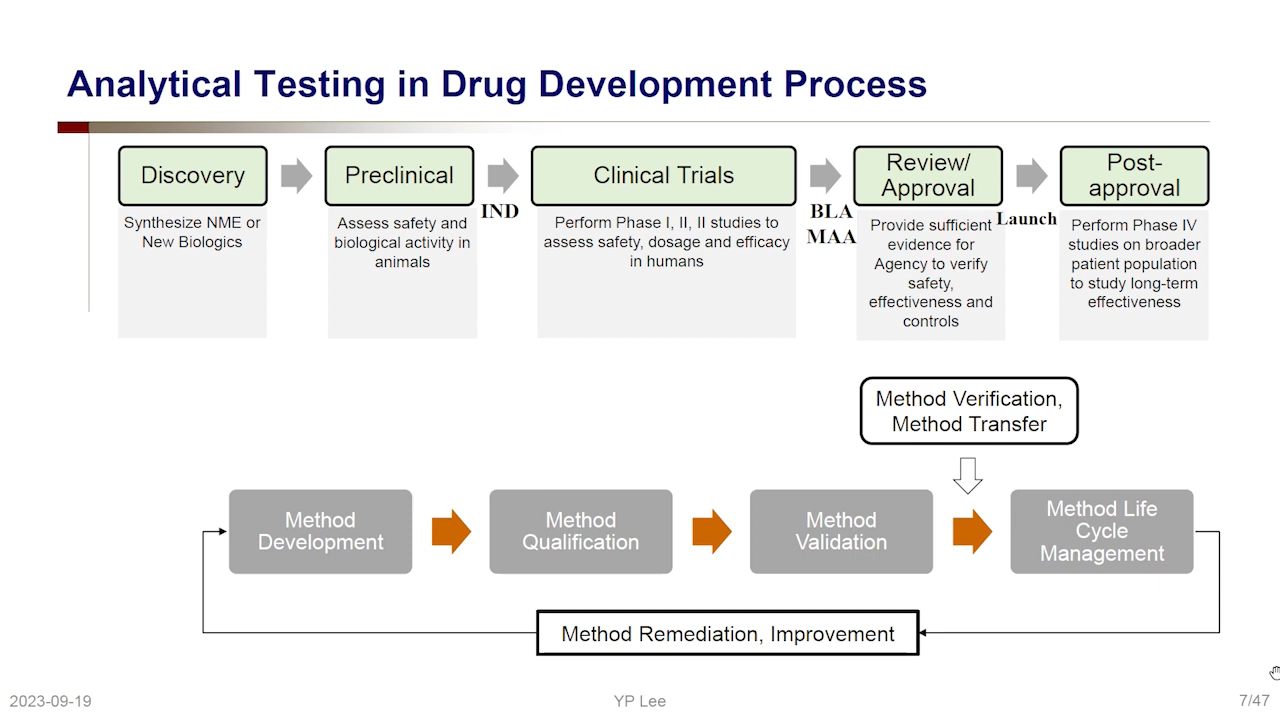 Analytical Testing in Drug Development Process
Discovery
Synthesize NME or
New Biologics
Preclinical
Assess safety and
biological activity in
animals
IND
Clinical Trials
Perform Phase I, II, II studies to
assess safety, dosage and efficacy
in humans
BLA
MAA
Review/
Approval
Provide sufficient
evidence for
Agency to verify
safety,
effectiveness and
controls
Launch
Post-
approval
Perform Phase IV
studies on broader
patient population
to study long-term
effectiveness
Method Verification,
Method Transfer
Method
Development
Method
Qualification
Method
Validation
Method Life
Cycle
Management
Method Remediation, Improvement
2023-09-19
YP Lee
7/47